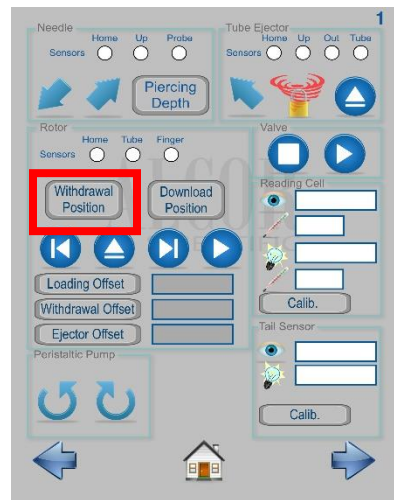 1
Needle
Home Up Probe
Sensors
Piercing
Depth
Tube Ejector
Home Up Out Tube
Sensors
Rotor
Home Tube Finger
Sensors
Withdrawal
Position
Download
Position
Loading Offset
Withdrawal Offset
Ejector Offset
Valve
Reading Cell
Calib.
Tail Sensor
Calib.
Peristaltic Pump